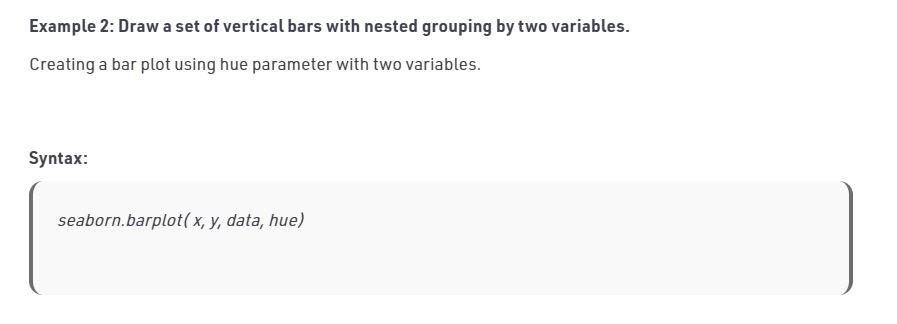 Example 2: Draw a set of vertical bars with nested grouping by two variables.
Creating a bar plot using hue parameter with two variables.
Syntax:
seaborn.barplot( x, y, data, hue)